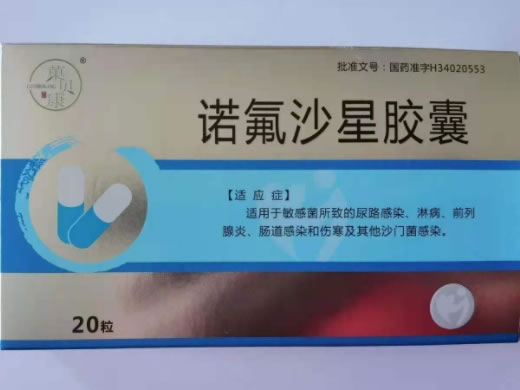 批准文号：国药准字H34020553
®
诺氟沙星胶囊
【适 应 症】
适用于敏感菌所致的尿路感染、淋病、前列
腺炎、肠道感染和伤寒及其他沙门菌感染。
20粒